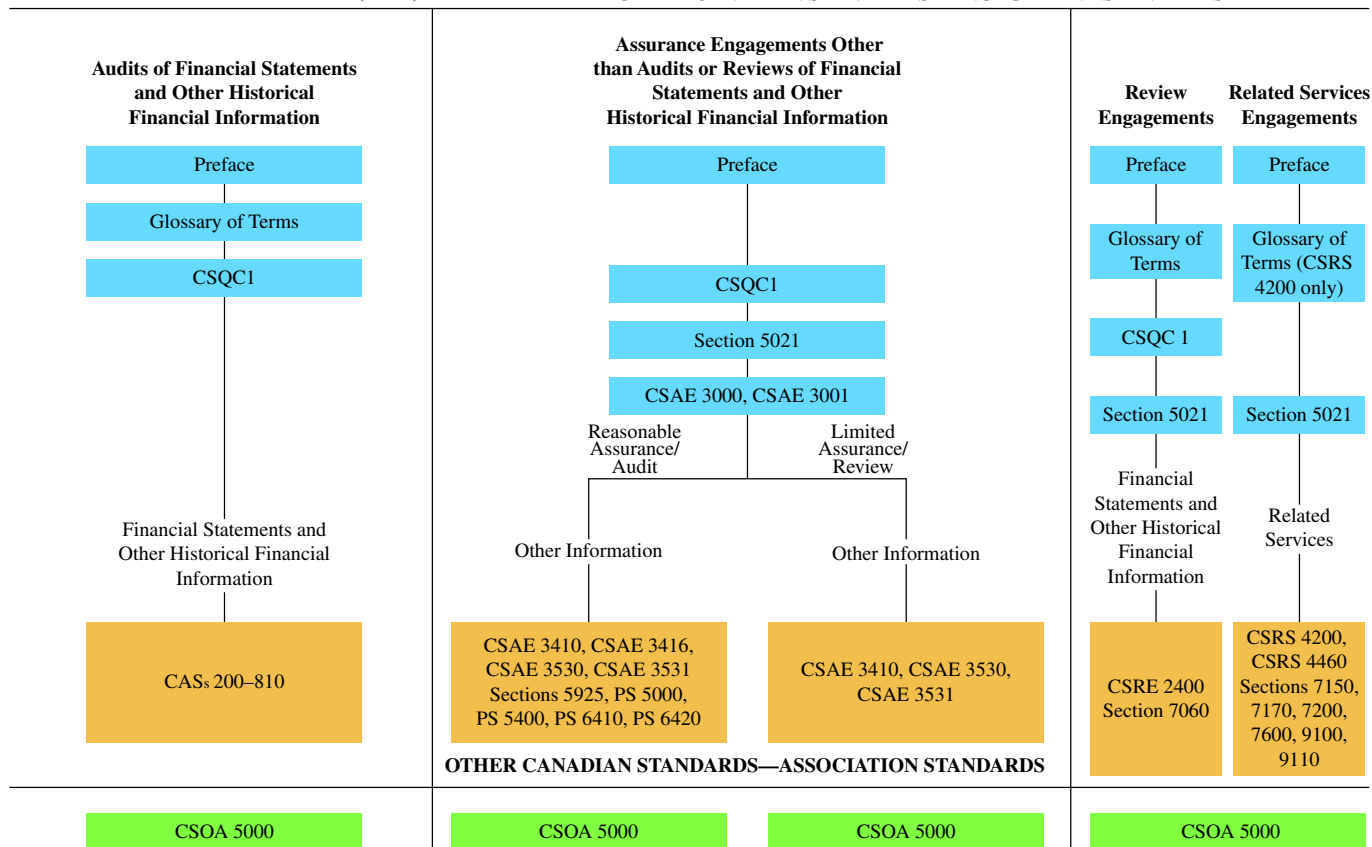 Audits of Financial Statements
and Other Historical
Financial Information
Preface
Glossary of Terms
CSQC1
Financial Statements and
Other Historical Financial
Information
CASs 200–810
CSOA 5000
Assurance Engagements Other
than Audits or Reviews of Financial
Statements and Other
Historical Financial Information
Preface
CSQC1
Section 5021
CSAE 3000, CSAE 3001
Reasonable
Assurance/
Audit
Limited
Assurance/
Review
Other Information
Other Information
CSAE 3410, CSAE 3416,
CSAE 3530, CSAE 3531
Sections 5925, PS 5000,
PS 5400, PS 6410, PS 6420
CSAE 3410, CSAE 3530,
CSAE 3531
OTHER CANADIAN STANDARDS—ASSOCIATION STANDARDS
CSOA 5000
CSOA 5000
Review
Engagements
Preface
Glossary of
Terms
CSQC 1
Section 5021
Financial
Statements and
Other Historical
Financial
Information
CSRE 2400
Section 7060
Related Services
Engagements
Preface
Glossary of
Terms (CSRS
4200 only)
Section 5021
Related
Services
CSRS 4200,
CSRS 4460
Sections 7150,
7170, 7200,
7600, 9100,
9110
CSOA 5000